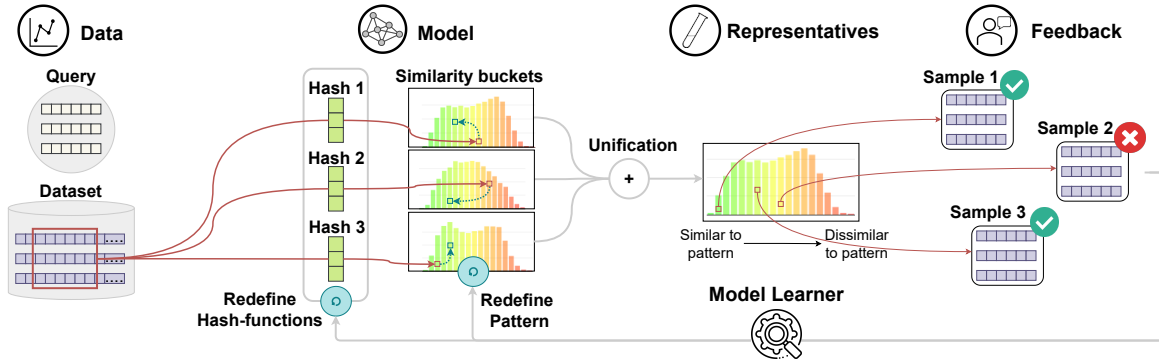 Data
Model
Representatives
Feedback
Query
Dataset
....
....
....
Hash 1
Hash 2
Hash 3
Similarity buckets
Redefine
Hash-functions
Redefine
Pattern
Unification
+
Similar to
pattern
Dissimilar
to pattern
Model Learner
Sample 1
Sample 2
Sample 3